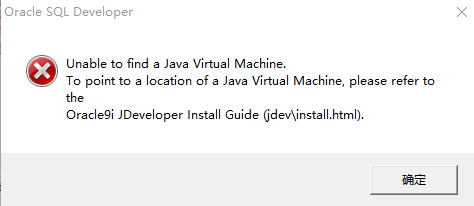 Oracle SQL Developer
Unable to find a Java Virtual Machine.
To point to a location of a Java Virtual Machine, please refer to
the
Oracle9i JDeveloper Install Guide (jdev\install.html).
确定